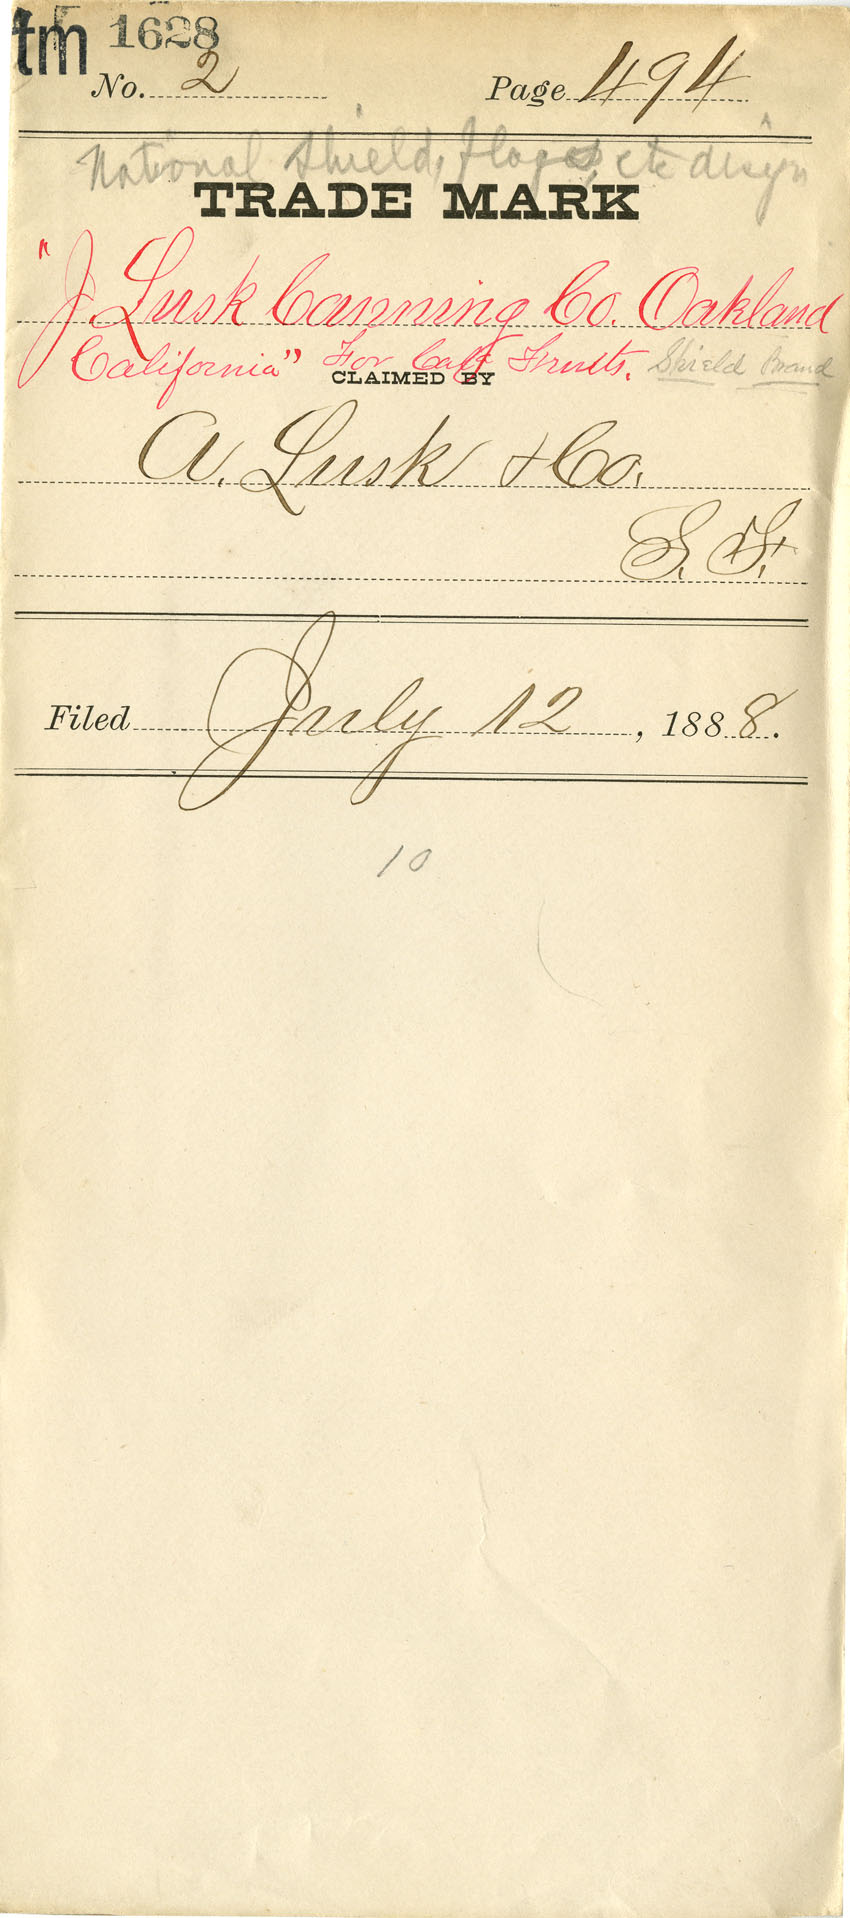 tm 1628
No. 2 Page 494
National Shield, Flags, etc design
TRADE MARK
"J. Lusk Canning Co. Oakland
California" For Calf Fruits. Shield Brand
CLAIMED BY
A. Lusk & Co.
S. F.
Filed July 12, 1888.
10